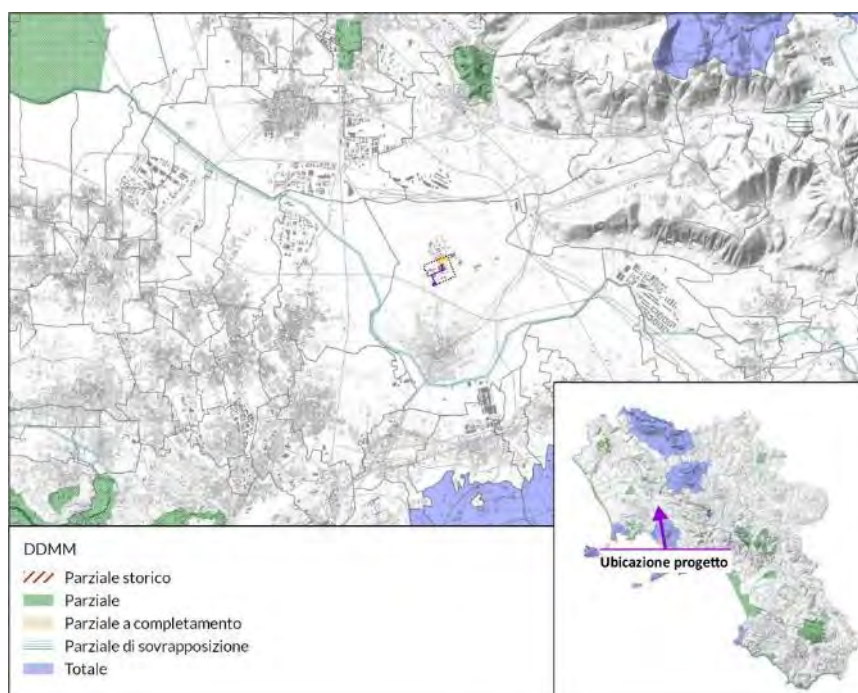 DDMM
Parziale storico
Parziale
Parziale a completamento
Parziale di sovrapposizione
Totale
Ubicazione progetto